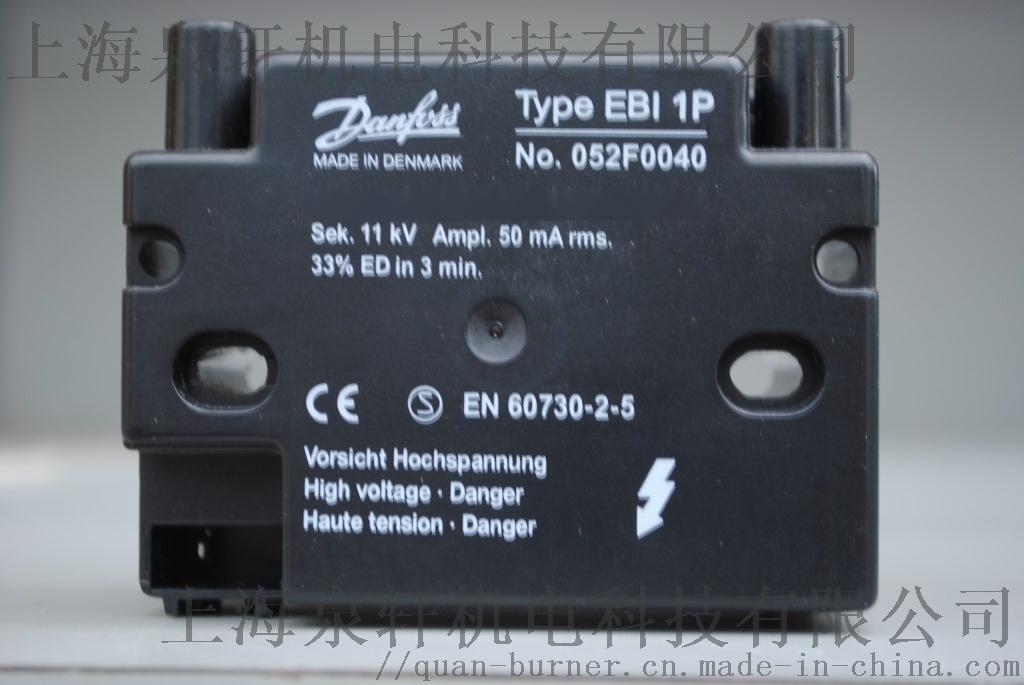 上海泉轩机电科技有限公司
Danfoss
MADE IN DENMARK
Type EBI 1P
No. 052F0040
Sek. 11 kV Ampl. 50 mA rms.
33% ED in 3 min.
CE S EN 60730-2-5
Vorsicht Hochspannung
High voltage · Danger
Haute tension · Danger
上海泉轩机电科技有限公司
//quan-burner.cn.made-in-china.com/